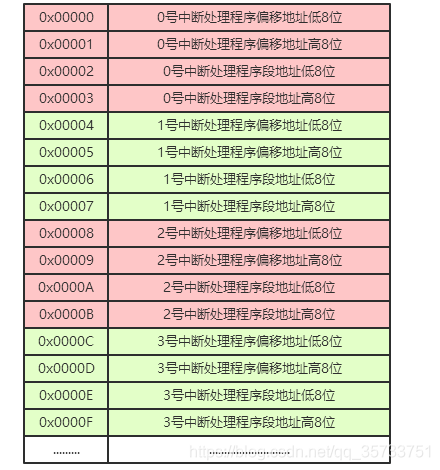 0x00000 0号中断处理程序偏移地址低8位
0x00001 0号中断处理程序偏移地址高8位
0x00002 0号中断处理程序段地址低8位
0x00003 0号中断处理程序段地址高8位
0x00004 1号中断处理程序偏移地址低8位
0x00005 1号中断处理程序偏移地址高8位
0x00006 1号中断处理程序段地址低8位
0x00007 1号中断处理程序段地址高8位
0x00008 2号中断处理程序偏移地址低8位
0x00009 2号中断处理程序偏移地址高8位
0x0000A 2号中断处理程序段地址低8位
0x0000B 2号中断处理程序段地址高8位
0x0000C 3号中断处理程序偏移地址低8位
0x0000D 3号中断处理程序偏移地址高8位
0x0000E 3号中断处理程序段地址低8位
0x0000F 3号中断处理程序段地址高8位
......... ...........................
https://blog.csdn.net/qq_35733751